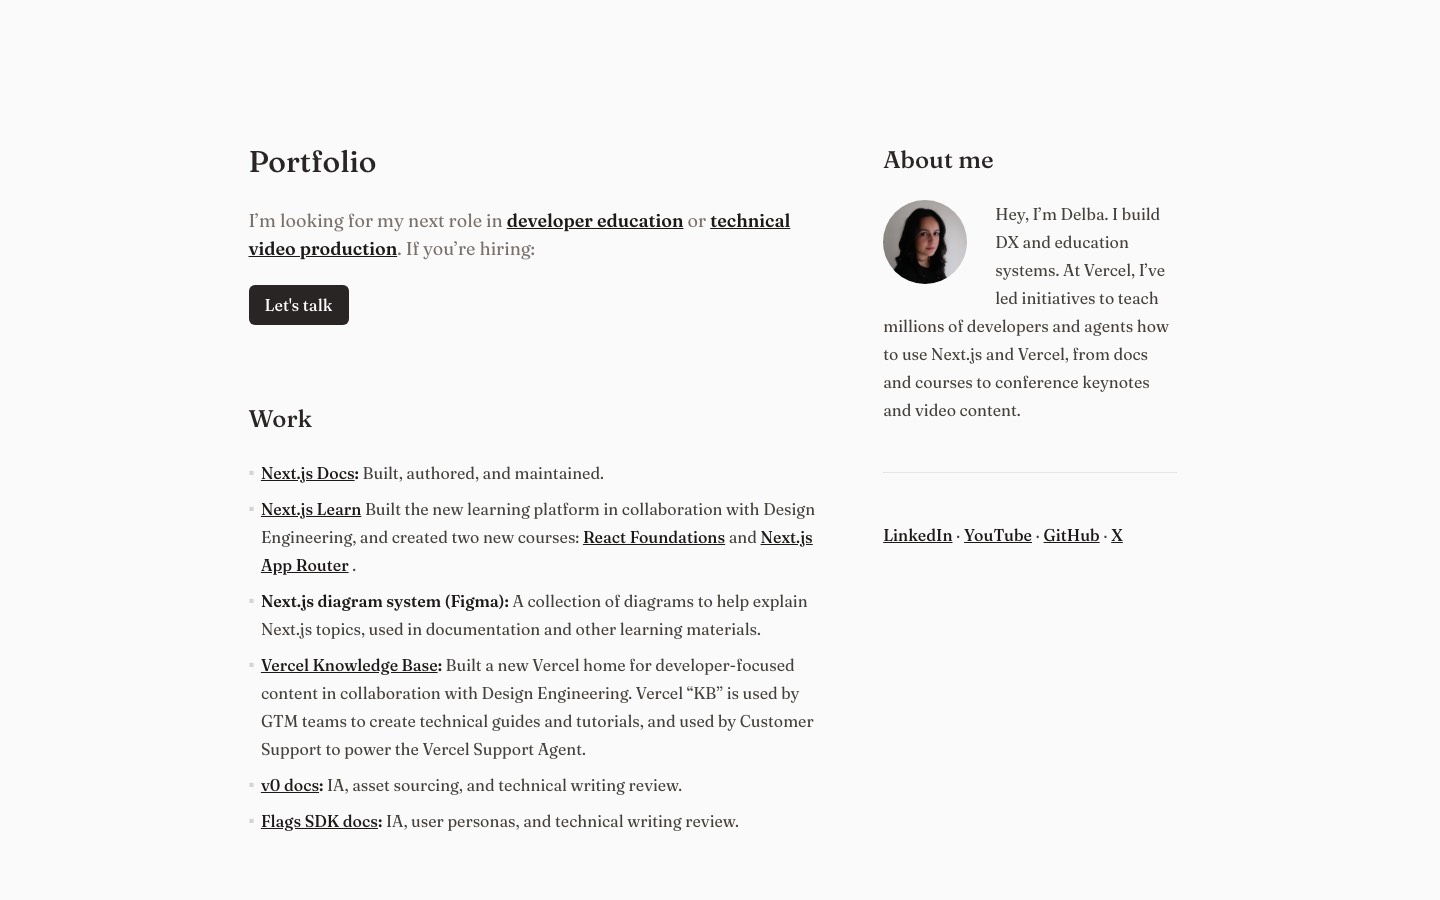 Portfolio
I’m looking for my next role in developer education or technical
video production. If you’re hiring:
Let's talk
Work
Next.js Docs: Built, authored, and maintained.
Next.js Learn Built the new learning platform in collaboration with Design
Engineering, and created two new courses: React Foundations and Next.js
App Router .
Next.js diagram system (Figma): A collection of diagrams to help explain
Next.js topics, used in documentation and other learning materials.
Vercel Knowledge Base: Built a new Vercel home for developer-focused
content in collaboration with Design Engineering. Vercel “KB” is used by
GTM teams to create technical guides and tutorials, and used by Customer
Support to power the Vercel Support Agent.
v0 docs: IA, asset sourcing, and technical writing review.
Flags SDK docs: IA, user personas, and technical writing review.
About me
Hey, I’m Delba. I build
DX and education
systems. At Vercel, I’ve
led initiatives to teach
millions of developers and agents how
to use Next.js and Vercel, from docs
and courses to conference keynotes
and video content.
LinkedIn · YouTube · GitHub · X